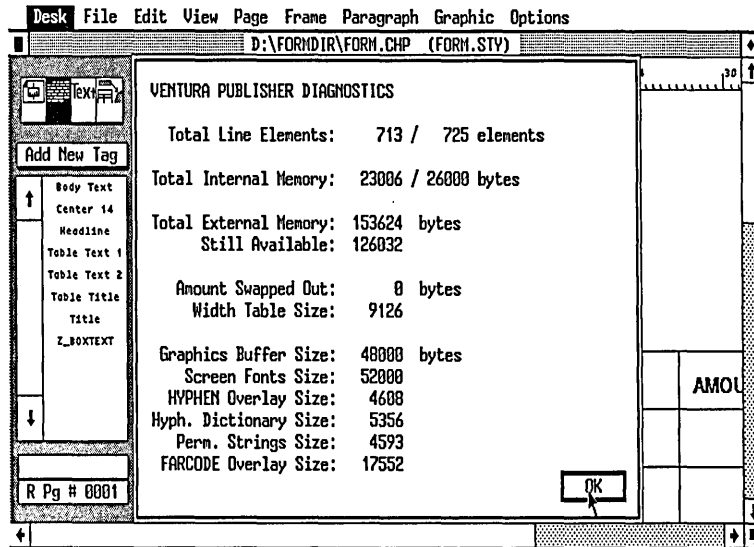 Desk File Edit View Page Frame Paragraph Graphic Options
D:\FORMDIR\FORM.CHP (FORM.STY)
30
Text
Add New Tag
Body Text
Center 14
Headline
Table Text 1
Table Text 2
Table Title
Title
Z_BOXTEXT
R Pg # 0001
VENTURA PUBLISHER DIAGNOSTICS
Total Line Elements: 713 / 725 elements
Total Internal Memory: 23006 / 26000 bytes
Total External Memory: 153624 bytes
Still Available: 126032
Amount Swapped Out: 0 bytes
Width Table Size: 9126
Graphics Buffer Size: 48000 bytes
Screen Fonts Size: 52000
HYPHEN Overlay Size: 4608
Hyph. Dictionary Size: 5356
Perm. Strings Size: 4593
FARCODE Overlay Size: 17552
OK
AMOU